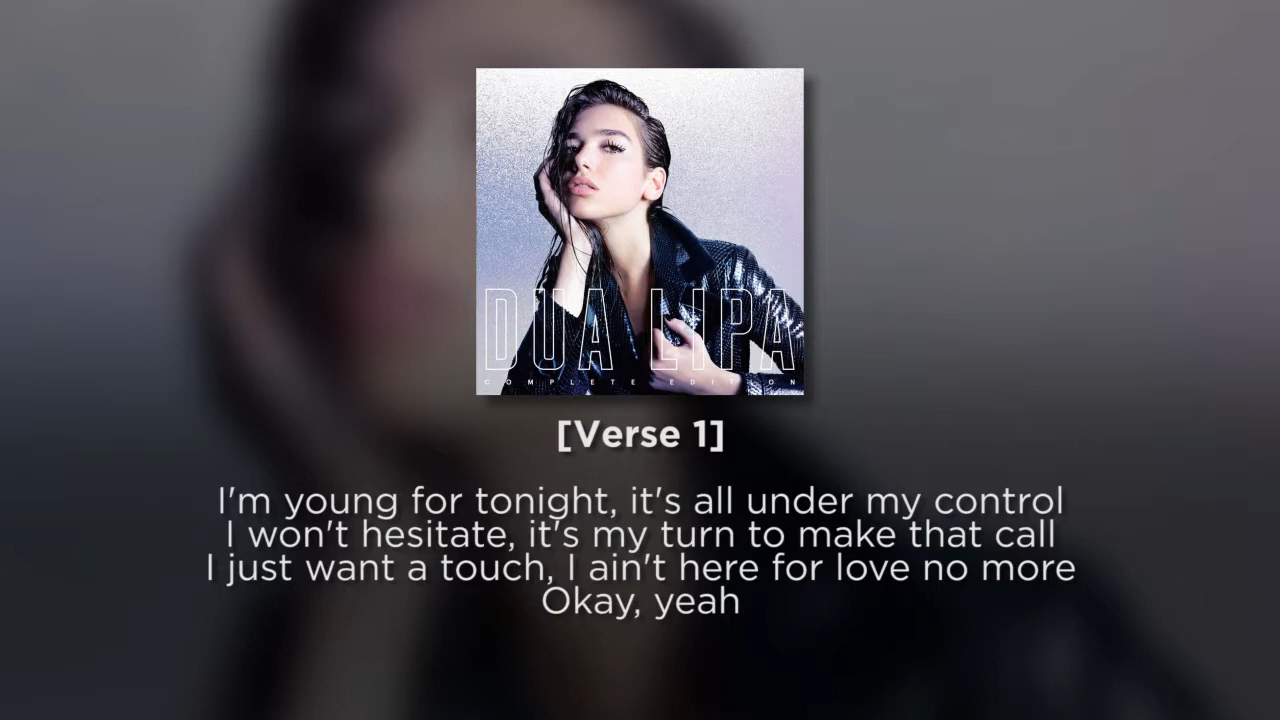 DUA LIPA
COMPLETE EDITION
[Verse 1]
I'm young for tonight, it's all under my control
I won't hesitate, it's my turn to make that call
I just want a touch, I ain't here for love no more
Okay, yeah